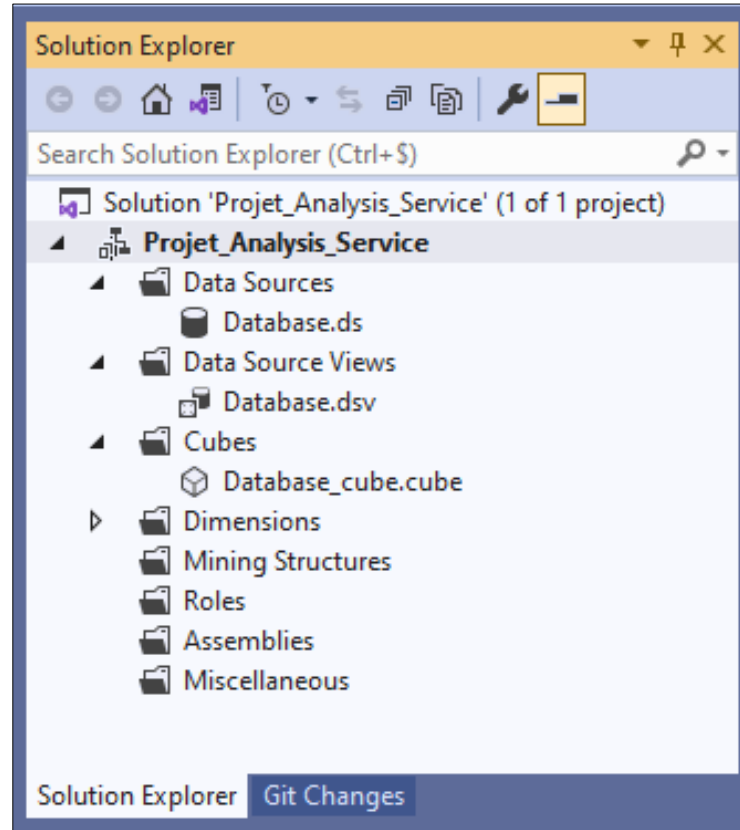 Solution Explorer
Search Solution Explorer (Ctrl+$)
Solution 'Projet_Analysis_Service' (1 of 1 project)
Projet_Analysis_Service
Data Sources
Database.ds
Data Source Views
Database.dsv
Cubes
Database_cube.cube
Dimensions
Mining Structures
Roles
Assemblies
Miscellaneous
Solution Explorer Git Changes